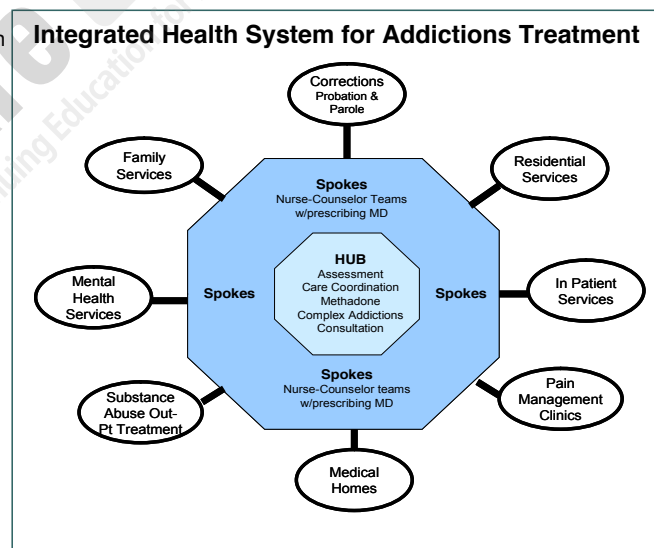 Integrated Health System for Addictions Treatment
Corrections
Probation &
Parole
Family
Services
Residential
Services
Spokes
Nurse-Counselor Teams
w/prescribing MD
HUB
Assessment
Care Coordination
Methadone
Complex Addictions
Consultation
Mental
Health
Services
Spokes
Spokes
In Patient
Services
Spokes
Nurse-Counselor teams
w/prescribing MD
Substance
Abuse Out-
Pt Treatment
Pain
Management
Clinics
Medical
Homes